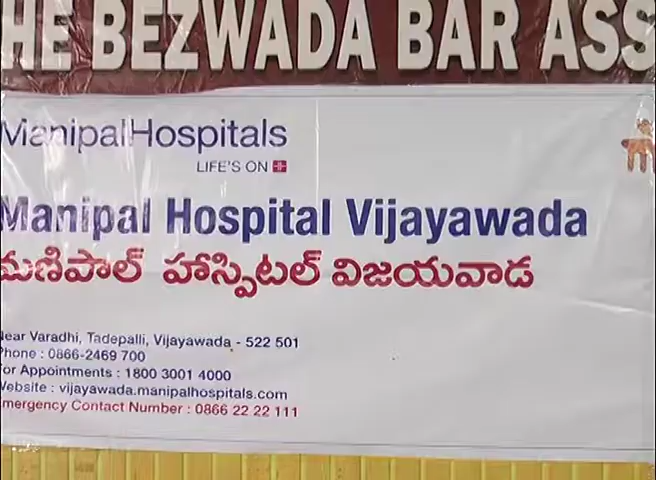 HE BEZWADA BAR ASS
ManipalHospitals
LIFE'S ON
Manipal Hospital Vijayawada
మణిపాల్ హాస్పిటల్ విజయవాడ
Near Varadhi, Tadepalli, Vijayawada - 522 501
Phone : 0866-2469 700
For Appointments : 1800 3001 4000
Website : vijayawada.manipalhospitals.com
Emergency Contact Number : 0866 22 22 111